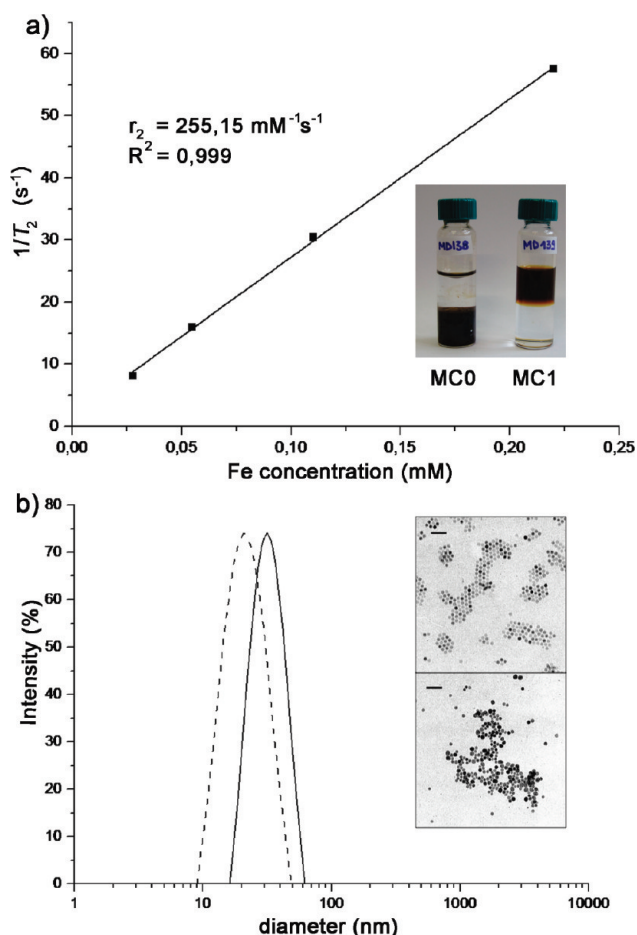 a)
60
50
40
30
20
10
0
1/T₂ (s⁻¹)
r₂ = 255,15 mM⁻¹s⁻¹
R² = 0,999
MD138
MD139
MC0 MC1
0,00 0,05 0,10 0,15 0,20 0,25
Fe concentration (mM)
b)
80
70
60
50
40
30
20
10
0
Intensity (%)
1 10 100 1000 10000
diameter (nm)